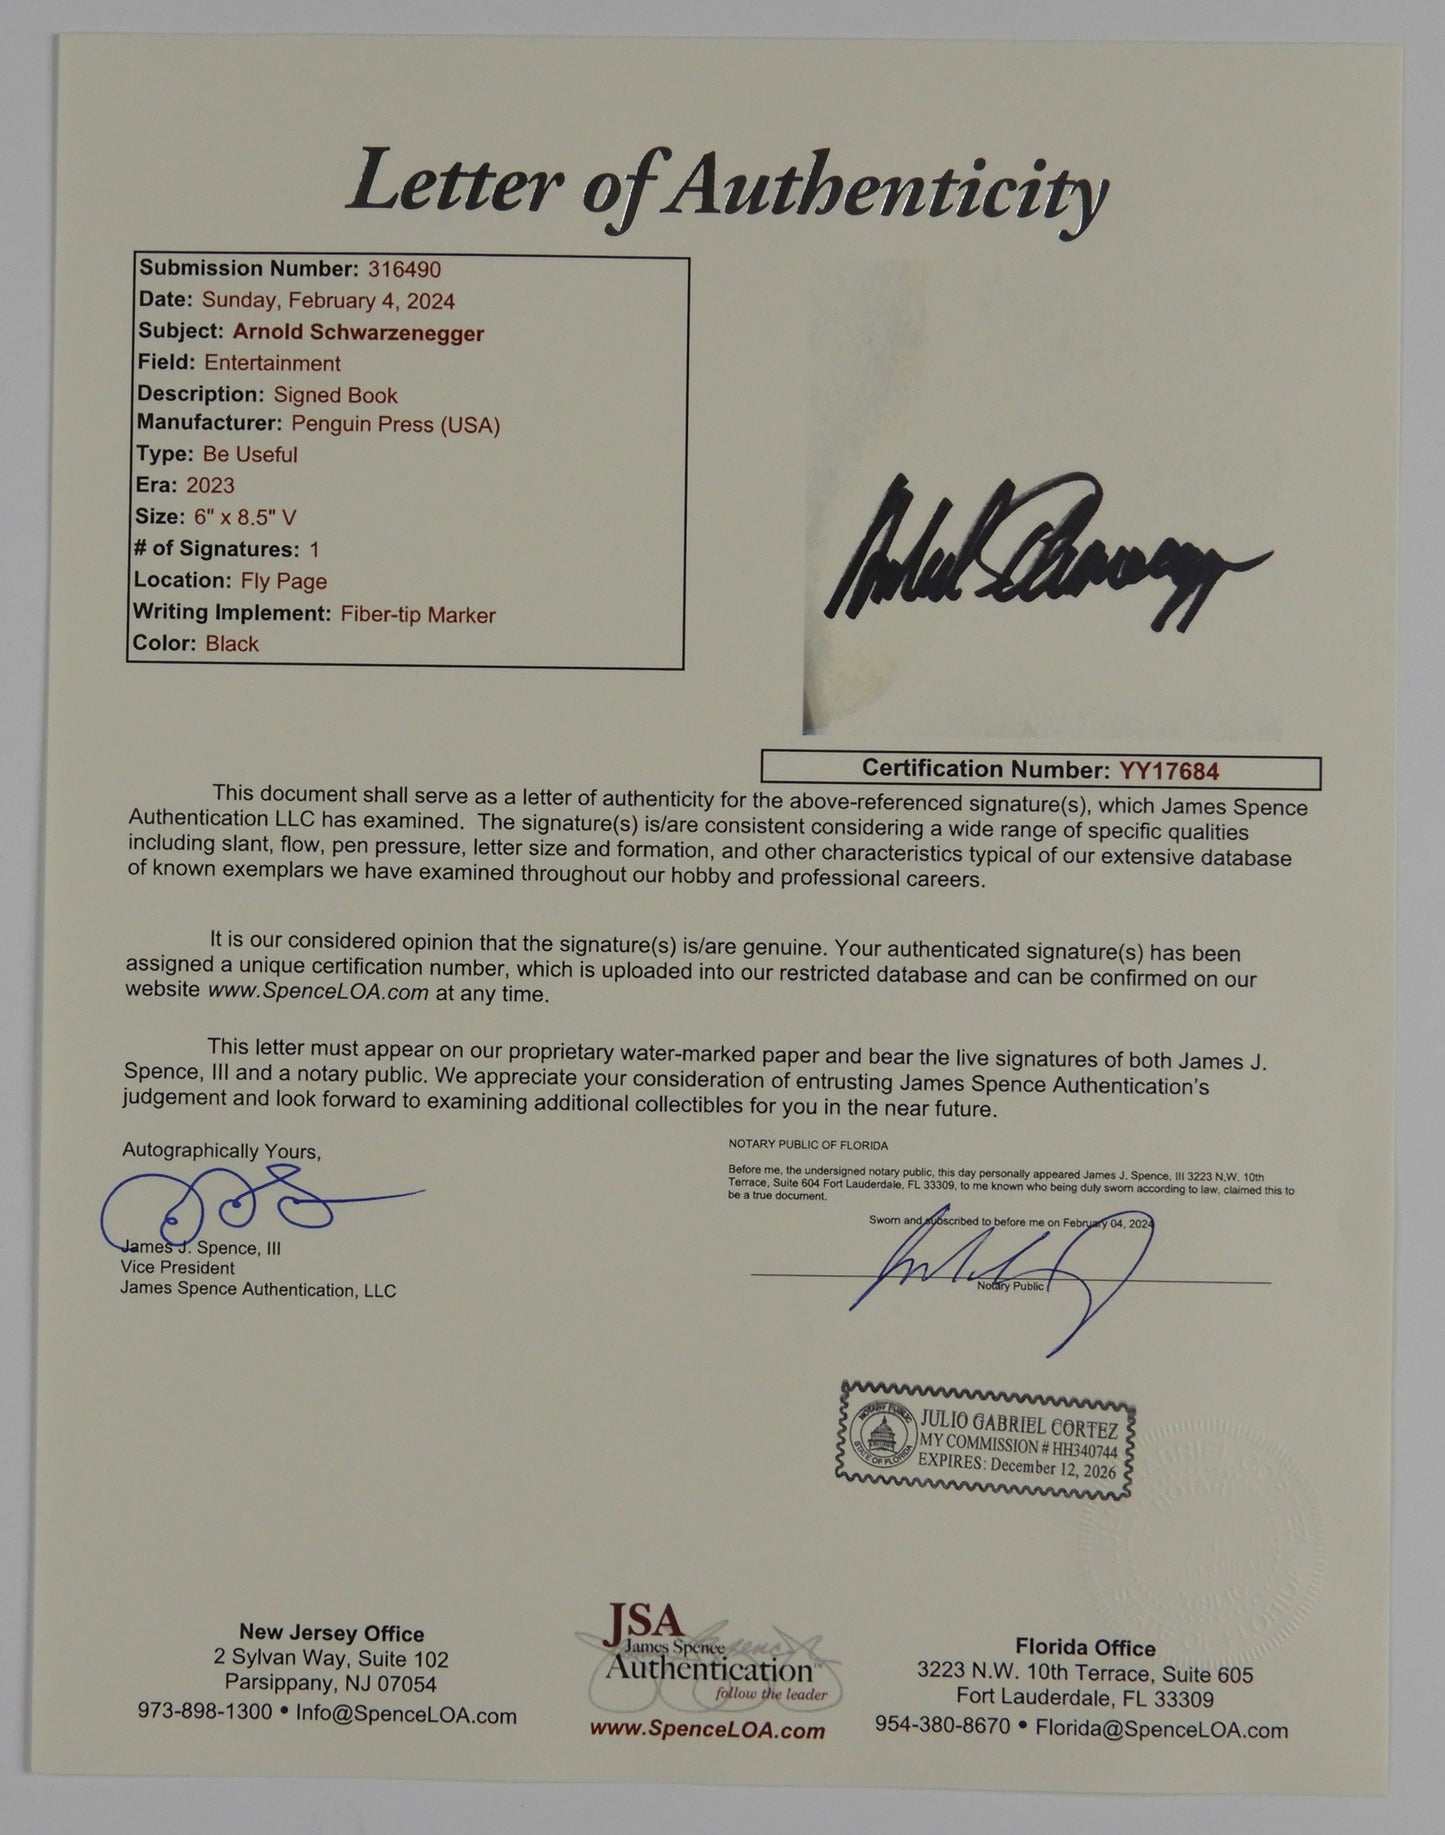 Letter of Authenticity
Submission Number: 316490
Date: Sunday, February 4, 2024
Subject: Arnold Schwarzenegger
Field: Entertainment
Description: Signed Book
Manufacturer: Penguin Press (USA)
Type: Be Useful
Era: 2023
Size: 6" x 8.5" V
# of Signatures: 1
Location: Fly Page
Writing Implement: Fiber-tip Marker
Color: Black
Certification Number: YY17684
This document shall serve as a letter of authenticity for the above-referenced signature(s), which James Spence
Authentication LLC has examined. The signature(s) is/are consistent considering a wide range of specific qualities
including slant, flow, pen pressure, letter size and formation, and other characteristics typical of our extensive database
of known exemplars we have examined throughout our hobby and professional careers.
It is our considered opinion that the signature(s) is/are genuine. Your authenticated signature(s) has been
assigned a unique certification number, which is uploaded into our restricted database and can be confirmed on our
website www.SpenceLOA.com at any time.
This letter must appear on our proprietary water-marked paper and bear the live signatures of both James J.
Spence, III and a notary public. We appreciate your consideration of entrusting James Spence Authentication's
judgement and look forward to examining additional collectibles for you in the near future.
Autographically Yours,
James J. Spence, III
Vice President
James Spence Authentication, LLC
NOTARY PUBLIC OF FLORIDA
Before me, the undersigned notary public, this day personally appeared James J. Spence, III 3223 N.W. 10th
Terrace, Suite 604 Fort Lauderdale, FL 33309, to me known who being duly sworn according to law, claimed this to
be a true document.
Sworn and subscribed to before me on February 04, 2024
Notary Public
NOTARY PUBLIC
STATE OF FLORIDA
JULIO GABRIEL CORTEZ
MY COMMISSION # HH340744
EXPIRES: December 12, 2026
New Jersey Office
2 Sylvan Way, Suite 102
Parsippany, NJ 07054
973-898-1300 • Info@SpenceLOA.com
JSA
James Spence
Authentication™
follow the leader
www.SpenceLOA.com
Florida Office
3223 N.W. 10th Terrace, Suite 605
Fort Lauderdale, FL 33309
954-380-8670 • Florida@SpenceLOA.com